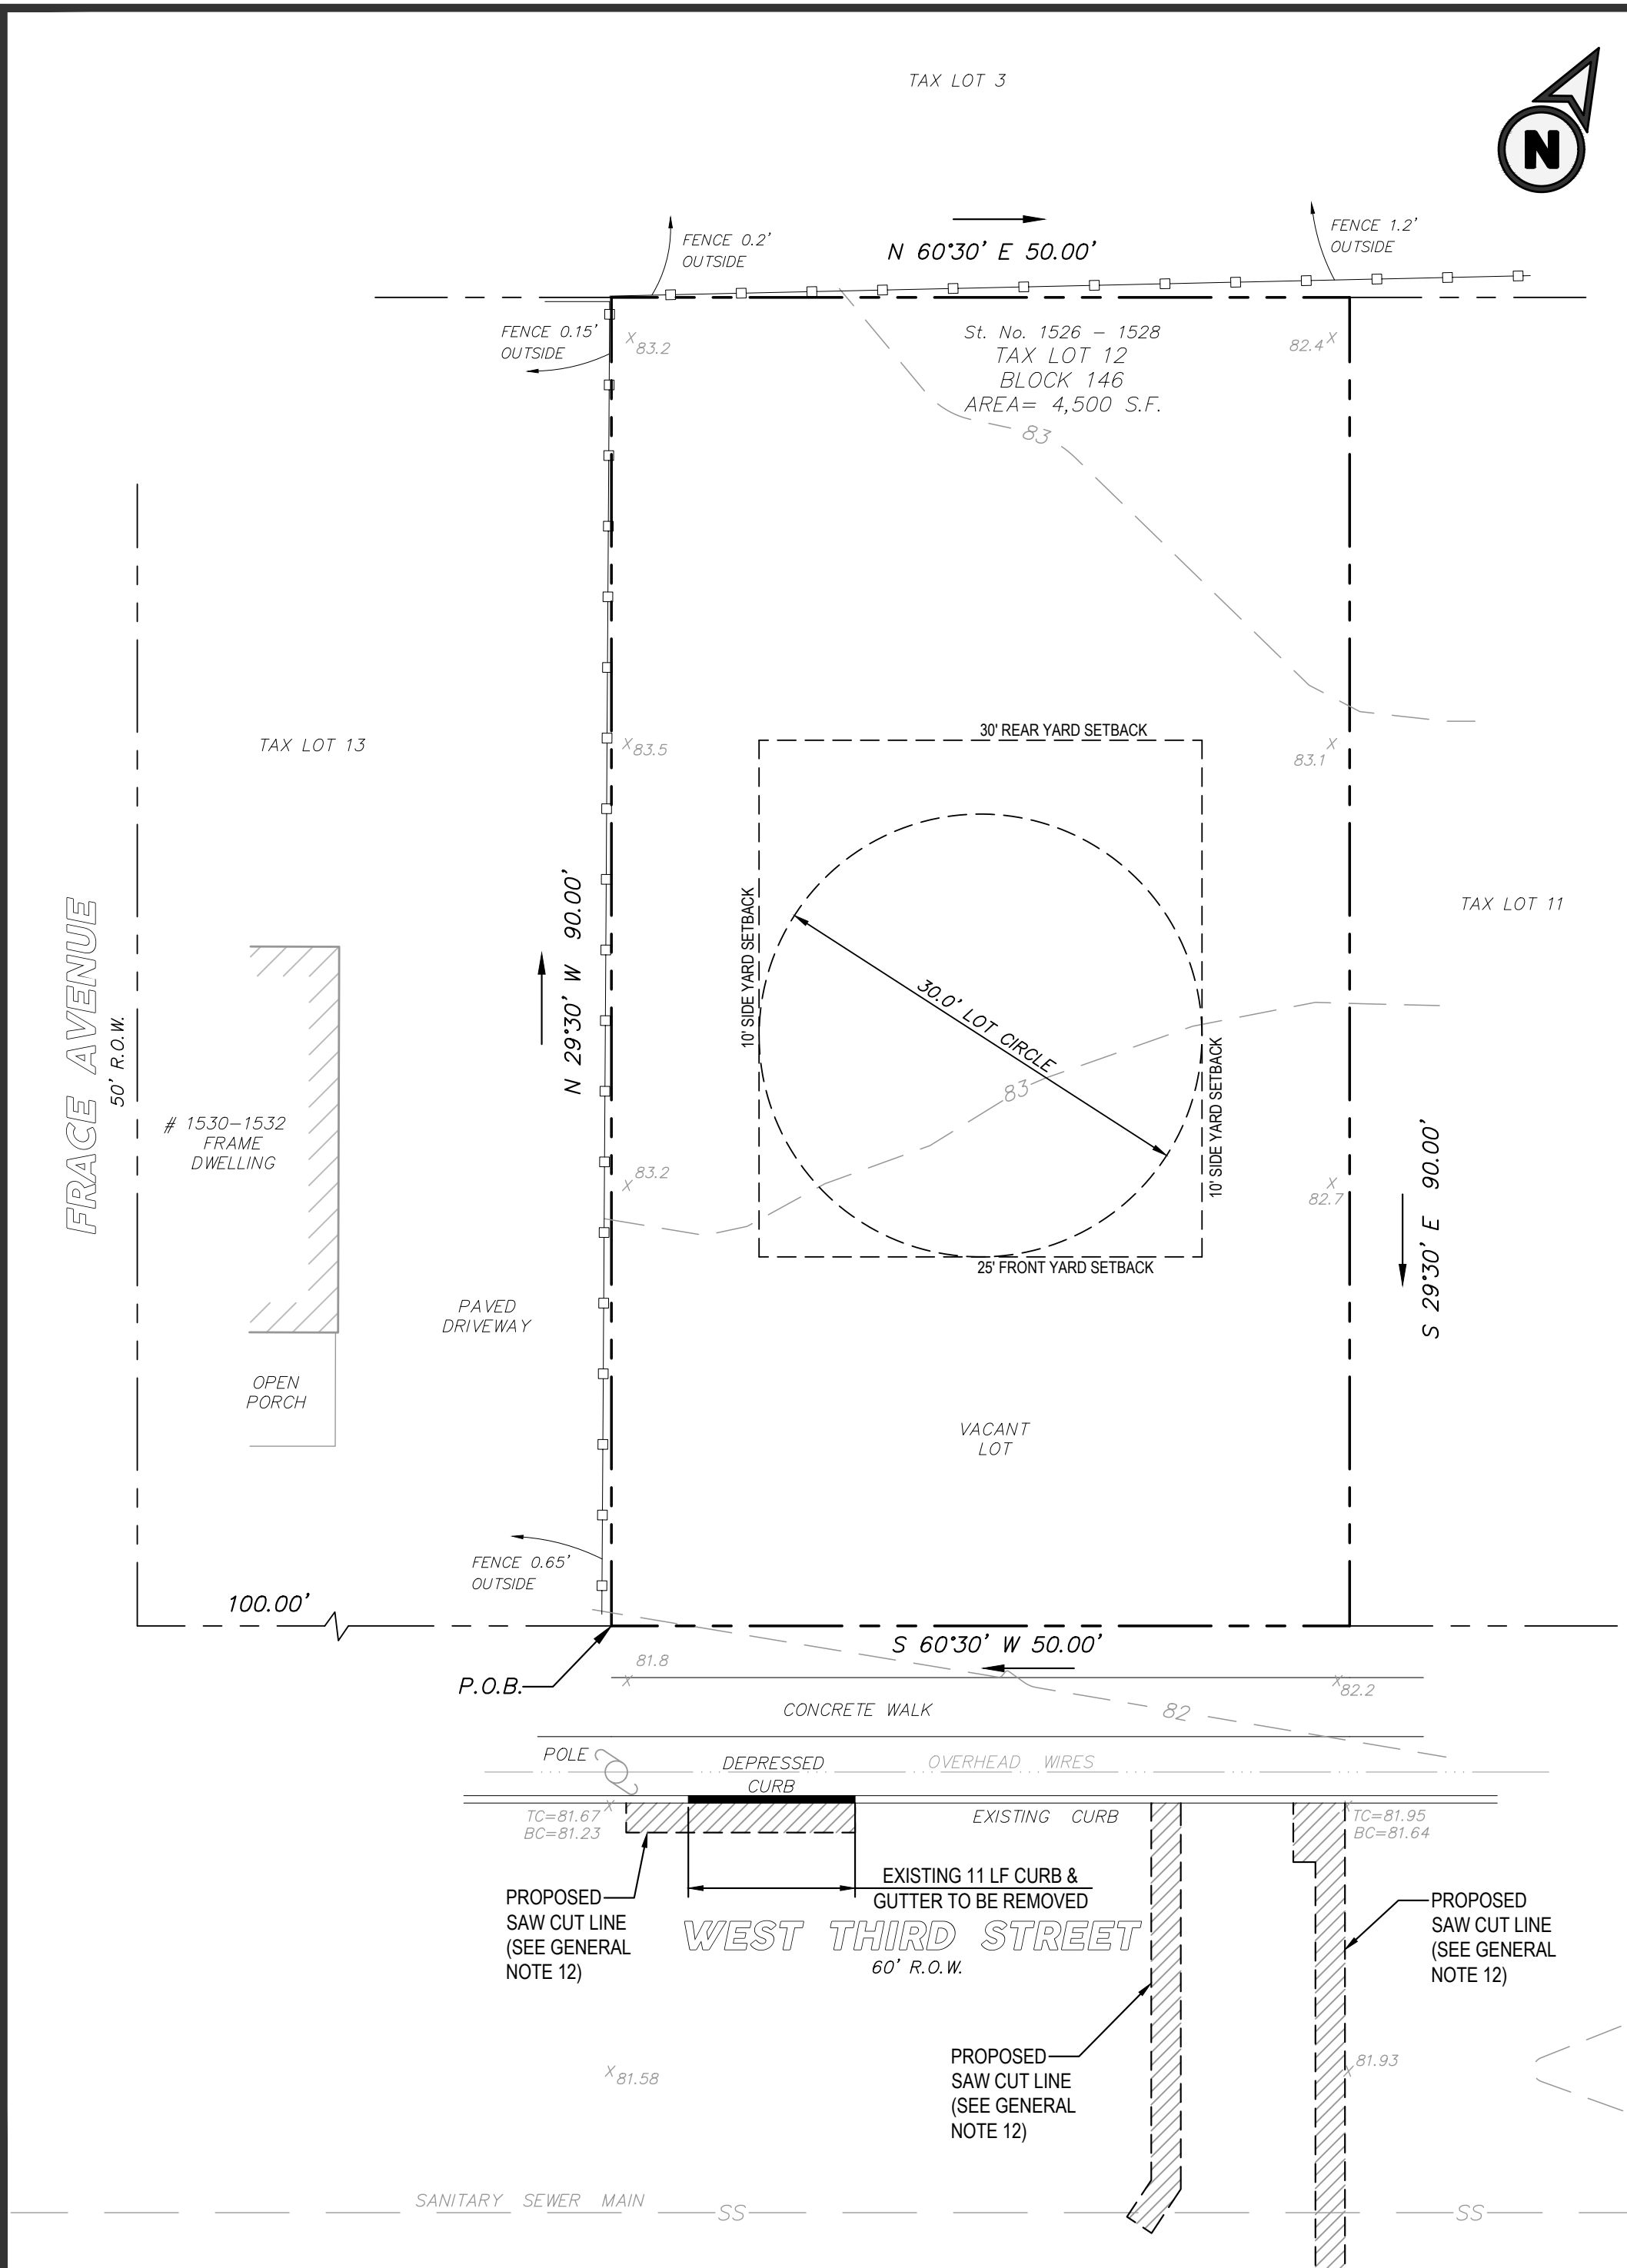 TAX LOT 3
N
FENCE 0.2'
OUTSIDE
N 60°30' E 50.00'
FENCE 1.2'
OUTSIDE
FENCE 0.15'
OUTSIDE
X 83.2
St. No. 1526 - 1528
TAX LOT 12
BLOCK 146
AREA= 4,500 S.F.
82.4 X
83
TAX LOT 13
X 83.5
30' REAR YARD SETBACK
83.1 X
FRACE AVENUE
50' R.O.W.
N 29°30' W 90.00'
10' SIDE YARD SETBACK
30.0' LOT CIRCLE
TAX LOT 11
83
10' SIDE YARD SETBACK
# 1530-1532
FRAME
DWELLING
X 83.2
X
82.7
S 29°30' E 90.00'
25' FRONT YARD SETBACK
PAVED
DRIVEWAY
OPEN
PORCH
VACANT
LOT
FENCE 0.65'
OUTSIDE
100.00'
S 60°30' W 50.00'
P.O.B.
81.8
X
X 82.2
CONCRETE WALK
82
POLE
DEPRESSED
CURB
OVERHEAD WIRES
TC=81.67 X
BC=81.23
EXISTING CURB
X TC=81.95
BC=81.64
EXISTING 11 LF CURB &
GUTTER TO BE REMOVED
PROPOSED
SAW CUT LINE
(SEE GENERAL
NOTE 12)
WEST THIRD STREET
60' R.O.W.
PROPOSED
SAW CUT LINE
(SEE GENERAL
NOTE 12)
PROPOSED
SAW CUT LINE
(SEE GENERAL
NOTE 12)
X 81.58
X 81.93
SANITARY SEWER MAIN
SS
SS